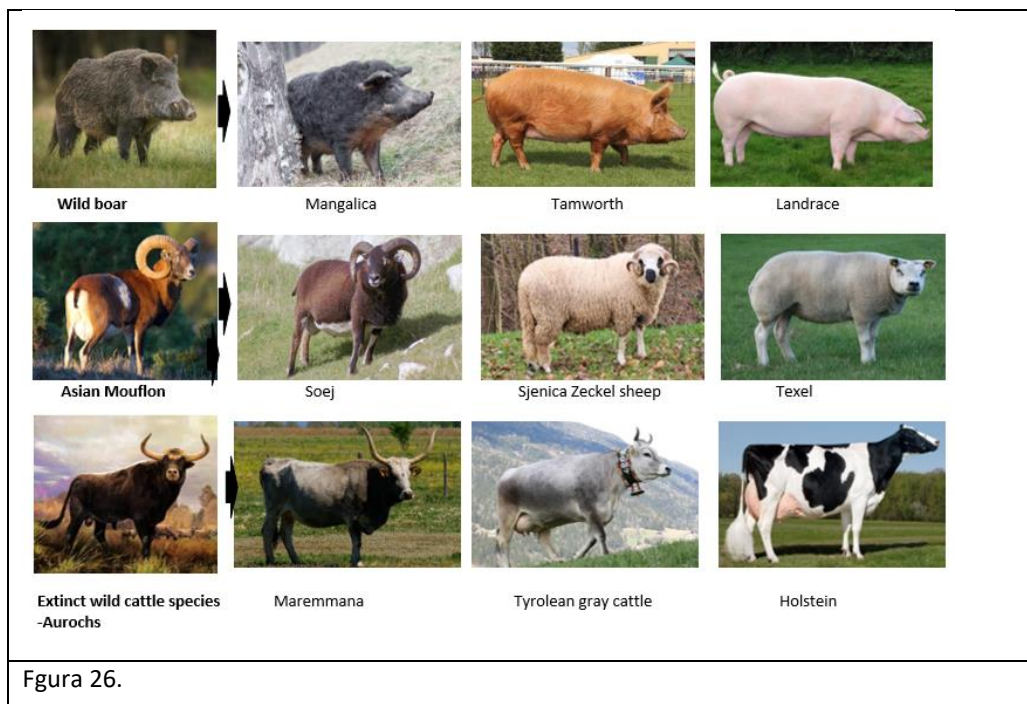 Wild boar
Mangalica
Tamworth
Landrace
Asian Mouflon
Soej
Sjenica Zeckel sheep
Texel
Extinct wild cattle species
-Aurochs
Maremmana
Tyrolean gray cattle
Holstein
Fgura 26.